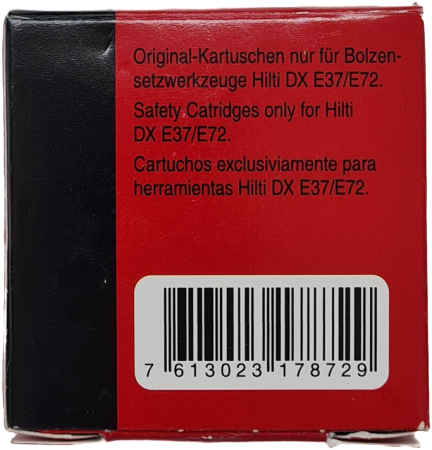 Original-Kartuschen nur für Bolzen-
setzwerkzeuge Hilti DX E37/E72.
Safety Catridges only for Hilti
DX E37/E72.
Cartuchos exclusiviamente para
herramientas Hilti DX E37/E72.
7 613023 178729